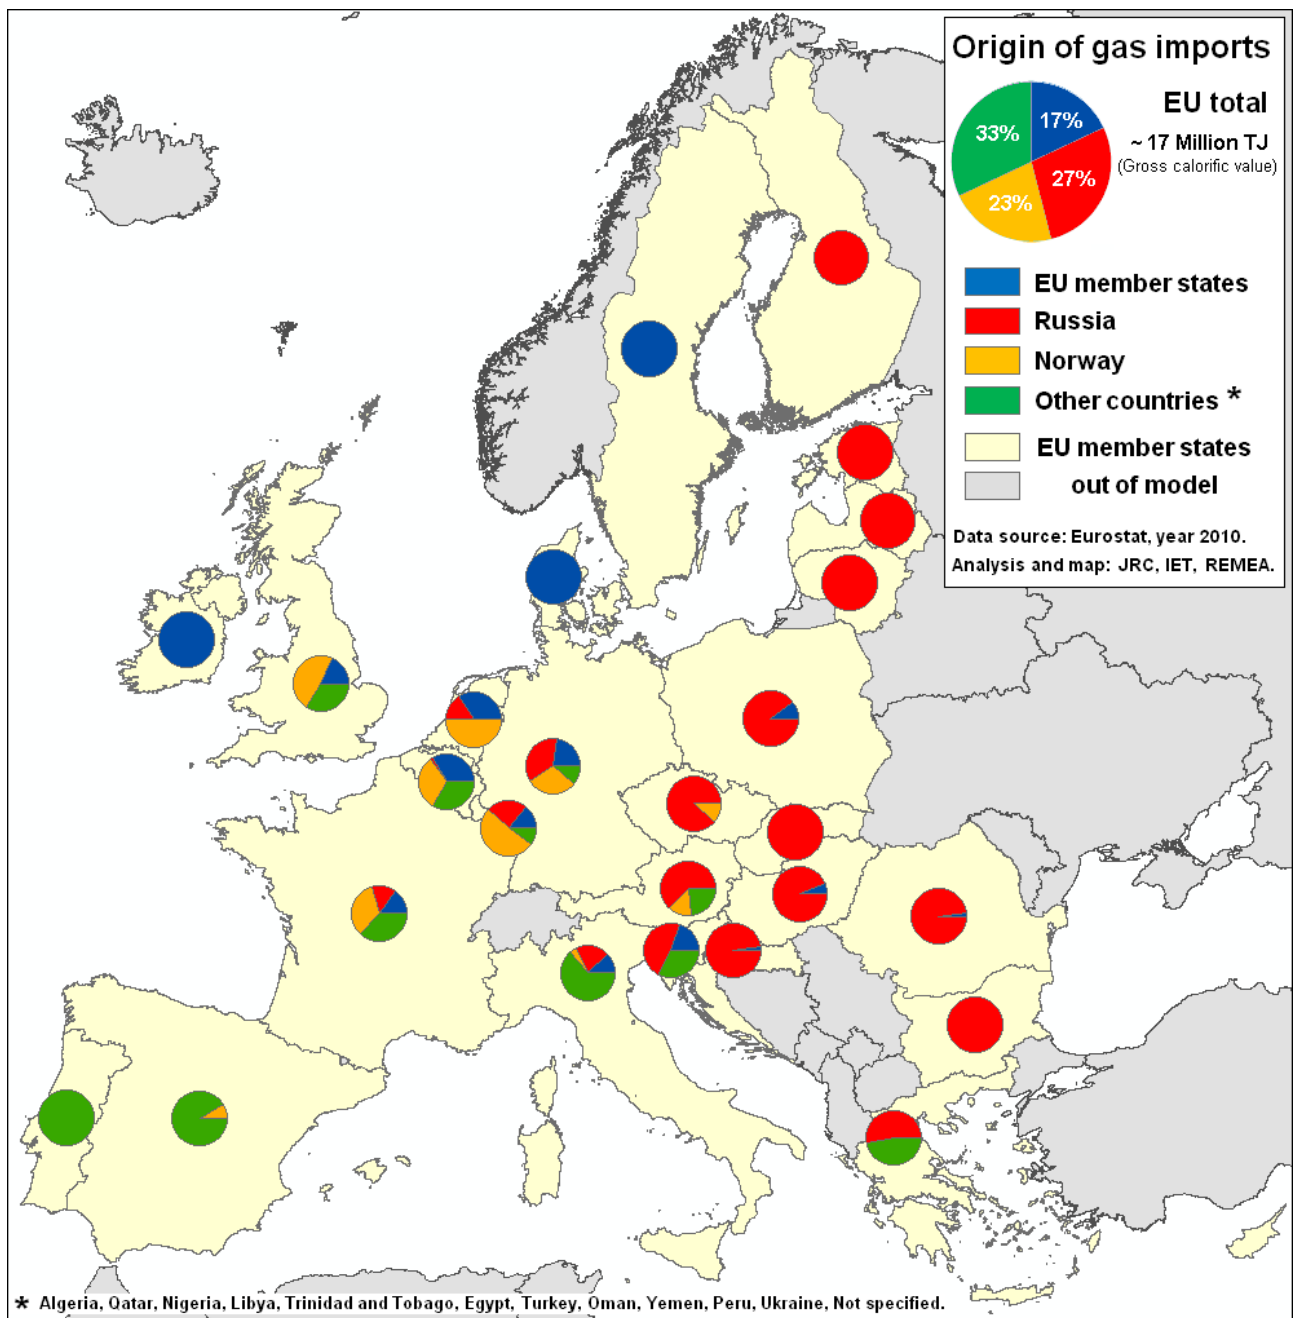 Origin of gas imports
EU total
~ 17 Million TJ
(Gross calorific value)
33%
17%
27%
23%
EU member states
Russia
Norway
Other countries *
EU member states
out of model
Data source: Eurostat, year 2010.
Analysis and map: JRC, IET, REMEA.
* Algeria, Qatar, Nigeria, Libya, Trinidad and Tobago, Egypt, Turkey, Oman, Yemen, Peru, Ukraine, Not specified.